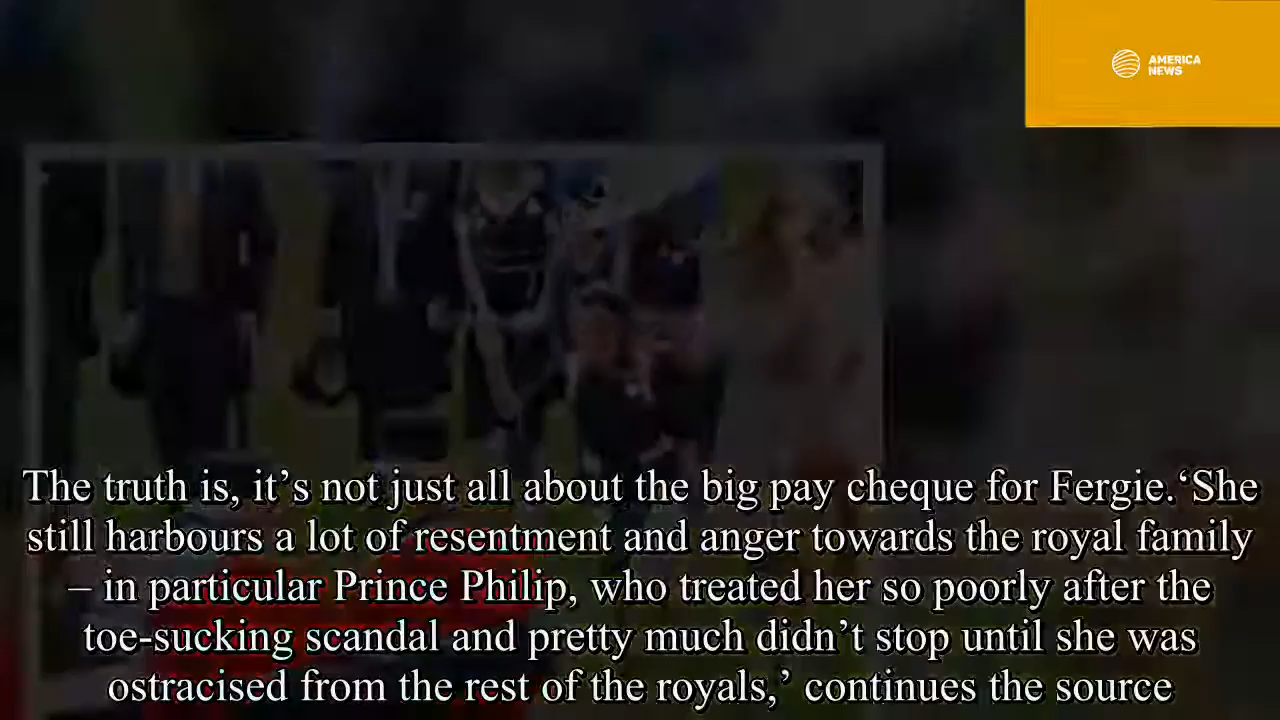 AMERICA
NEWS
The truth is, it’s not just all about the big pay cheque for Fergie.‘She
still harbours a lot of resentment and anger towards the royal family
– in particular Prince Philip, who treated her so poorly after the
toe-sucking scandal and pretty much didn’t stop until she was
ostracised from the rest of the royals,’ continues the source